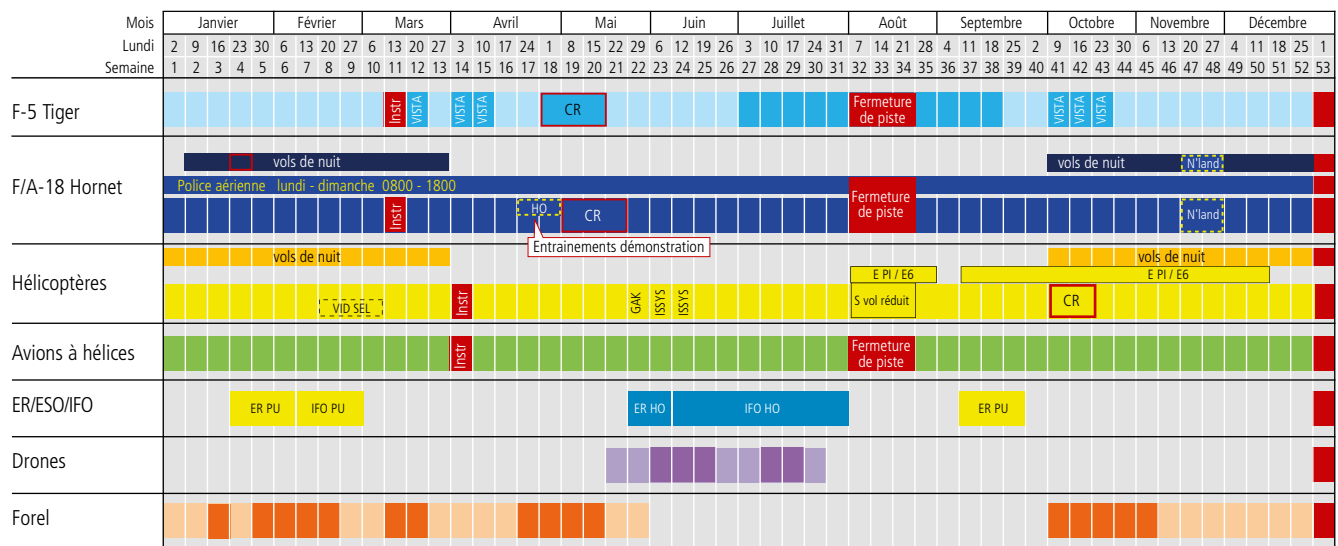 Mois Janvier Février Mars Avril Mai Juin Juillet Août Septembre Octobre Novembre Décembre
Lundi 2 9 16 23 30 6 13 20 27 6 13 20 27 3 10 17 24 1 8 15 22 29 6 12 19 26 3 10 17 24 31 7 14 21 28 4 11 18 25 2 9 16 23 30 6 13 20 27 4 11 18 25 1
Semaine 1 2 3 4 5 6 7 8 9 10 11 12 13 14 15 16 17 18 19 20 21 22 23 24 25 26 27 28 29 30 31 32 33 34 35 36 37 38 39 40 41 42 43 44 45 46 47 48 49 50 51 52 53
F-5 Tiger
Instr VISTA VISTA VISTA CR
Fermeture
de piste
VISTA VISTA VISTA
F/A-18 Hornet
vols de nuit vols de nuit N'land
Police aérienne lundi - dimanche 0800 - 1800
Instr HO CR
Fermeture
de piste
N'land
Entrainements démonstration
Hélicoptères
vols de nuit vols de nuit
E PI / E6 E PI / E6
VID SEL Instr GAK ISSYS ISSYS S vol réduit CR
Avions à hélices
Instr
Fermeture
de piste
ER/ESO/IFO
ER PU IFO PU ER HO IFO HO ER PU
Drones
Forel